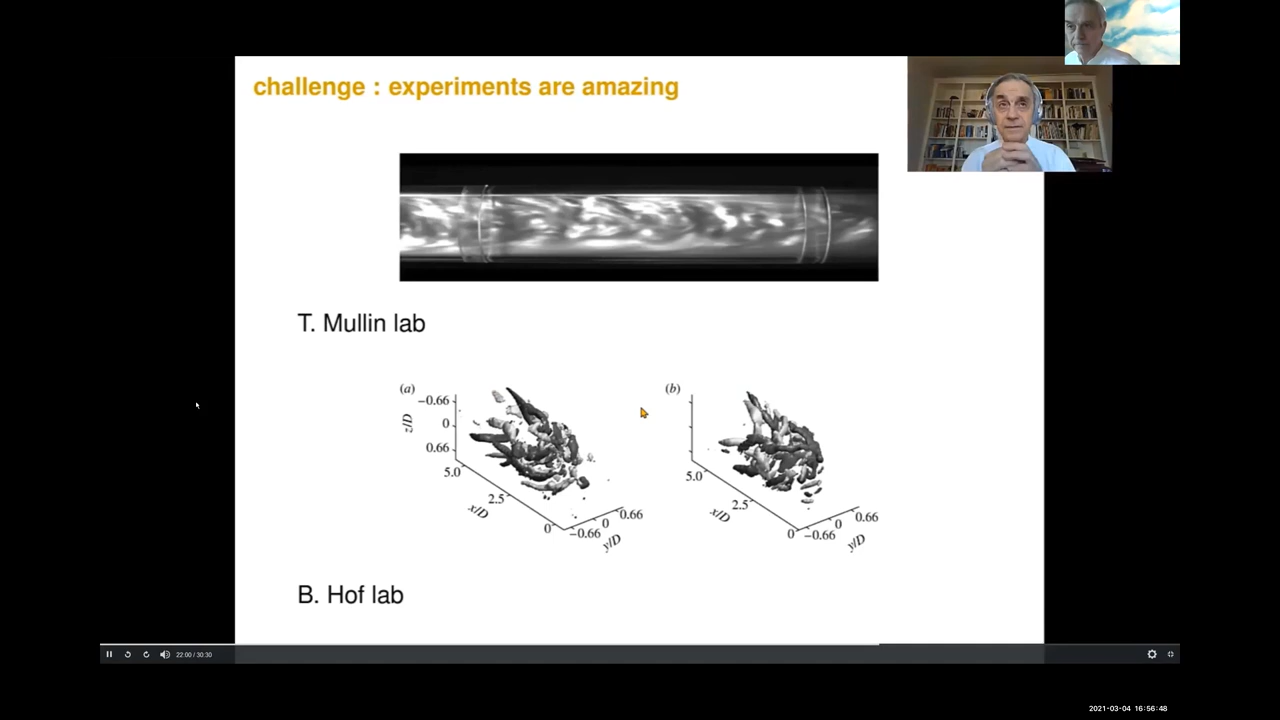 challenge : experiments are amazing
T. Mullin lab
(a)
−0.66
0
0.66
z/D
5.0
2.5
0
x/D
−0.66
0
0.66
y/D
(b)
5.0
2.5
0
x/D
−0.66
0
0.66
y/D
B. Hof lab
22:00 / 30:30
2021-03-04 16:56:48